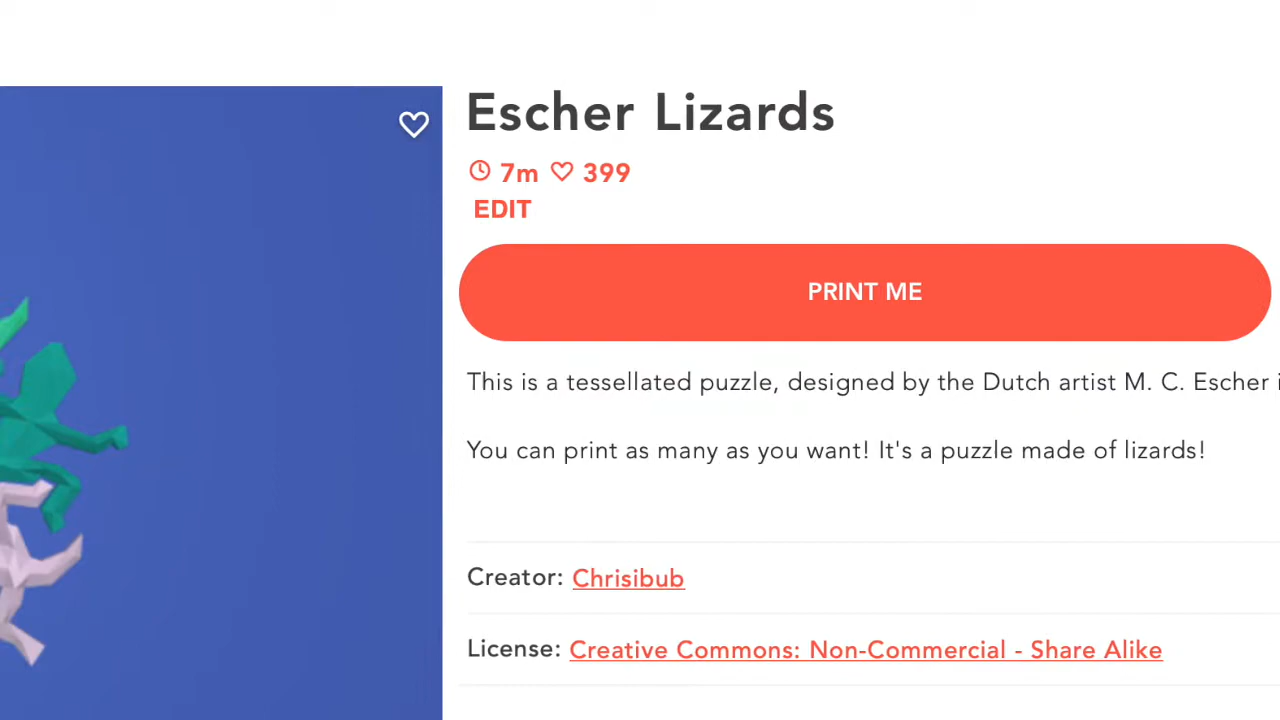 Escher Lizards
7m 399
EDIT
PRINT ME
This is a tessellated puzzle, designed by the Dutch artist M. C. Escher
You can print as many as you want! It's a puzzle made of lizards!
Creator: Chrisibub
License: Creative Commons: Non-Commercial - Share Alike